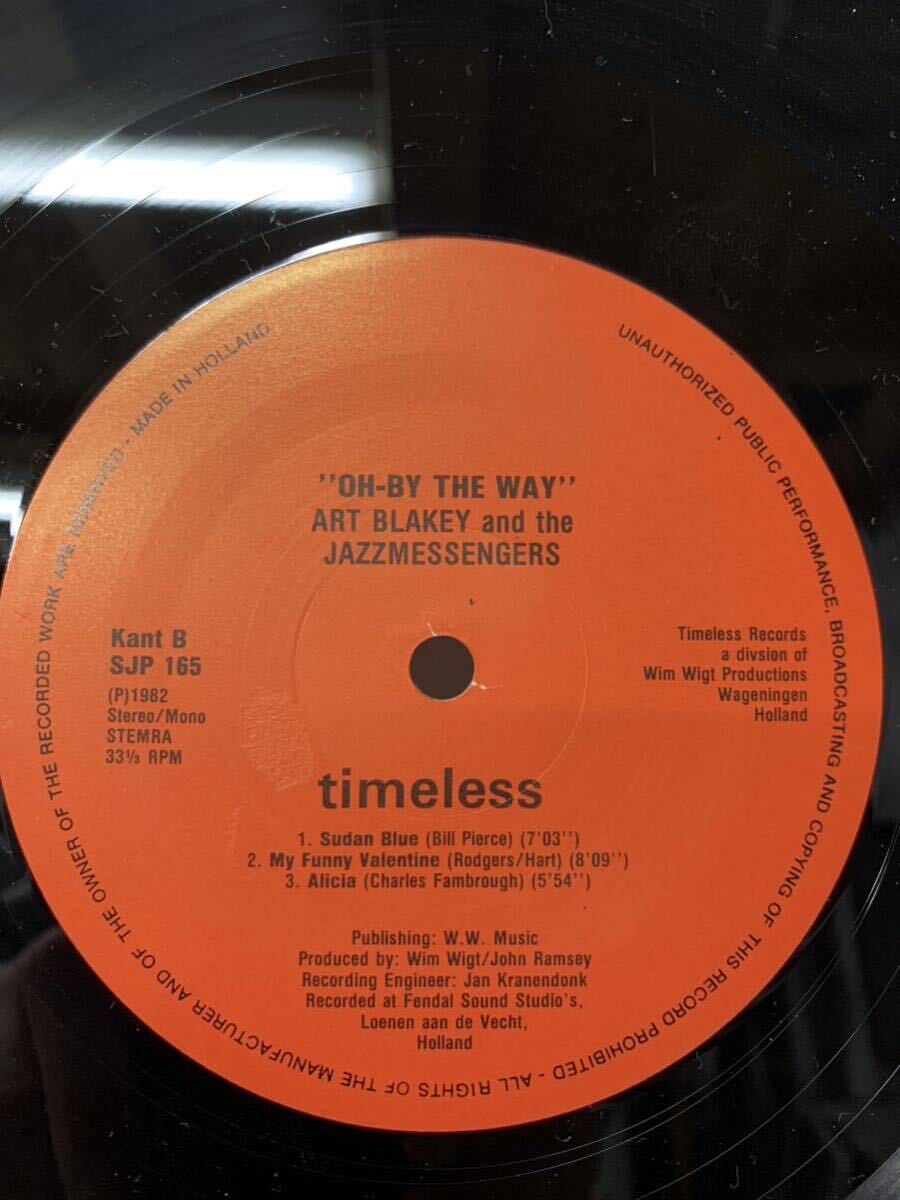 "OH-BY THE WAY"
ART BLAKEY and the
JAZZMESSENGERS
Kant B
SJP 165
(P)1982
Stereo/Mono
STEMRA
33⅓ RPM
Timeless Records
a divsion of
Wim Wigt Productions
Wageningen
Holland
timeless
1. Sudan Blue (Bill Pierce) (7'03'')
2. My Funny Valentine (Rodgers/Hart) (8'09'')
3. Alicia (Charles Fambrough) (5'54'')
Publishing: W.W. Music
Produced by: Wim Wigt/John Ramsey
Recording Engineer: Jan Kranendonk
Recorded at Fendal Sound Studio's,
Loenen aan de Vecht,
Holland
UNAUTHORIZED PUBLIC PERFORMANCE, BROADCASTING AND COPYING OF THIS RECORD PROHIBITED - ALL RIGHTS OF THE MANUFACTURER AND OF THE OWNER OF THE RECORDED WORK ARE RESERVED - MADE IN HOLLAND